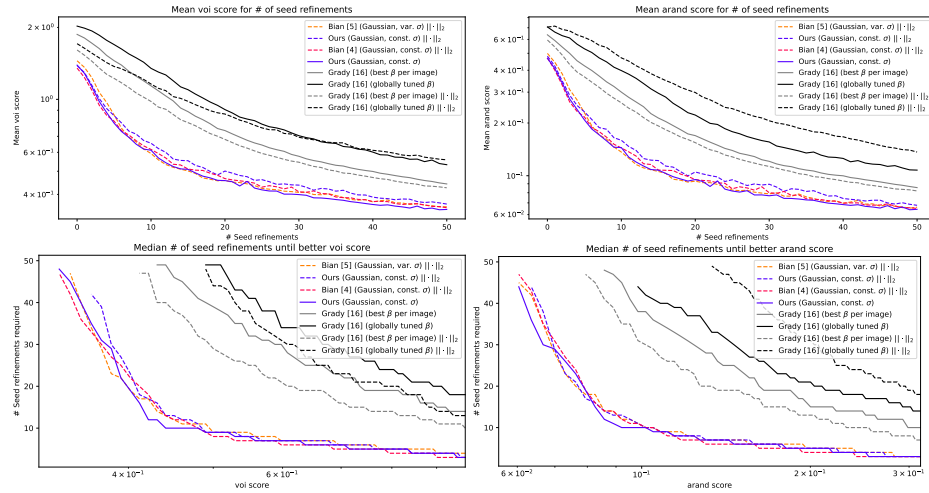 Mean voi score for # of seed refinements
Mean voi score
2 × 10⁰
10⁰
6 × 10⁻¹
4 × 10⁻¹
0 10 20 30 40 50
# Seed refinements
Bian [5] (Gaussian, var. σ) ||·||₂
Ours (Gaussian, const. σ) ||·||₂
Bian [4] (Gaussian, const. σ) ||·||₂
Ours (Gaussian, const. σ)
Grady [16] (best β per image)
Grady [16] (globally tuned β)
Grady [16] (best β per image) ||·||₂
Grady [16] (globally tuned β) ||·||₂
Mean arand score for # of seed refinements
Mean arand score
6 × 10⁻¹
4 × 10⁻¹
3 × 10⁻¹
2 × 10⁻¹
10⁻¹
6 × 10⁻²
0 10 20 30 40 50
# Seed refinements
Bian [5] (Gaussian, var. σ) ||·||₂
Ours (Gaussian, const. σ) ||·||₂
Bian [4] (Gaussian, const. σ) ||·||₂
Ours (Gaussian, const. σ)
Grady [16] (best β per image)
Grady [16] (globally tuned β)
Grady [16] (best β per image) ||·||₂
Grady [16] (globally tuned β) ||·||₂
Median # of seed refinements until better voi score
# Seed refinements required
50
40
30
20
10
4 × 10⁻¹ 6 × 10⁻¹
voi score
Bian [5] (Gaussian, var. σ) ||·||₂
Ours (Gaussian, const. σ) ||·||₂
Bian [4] (Gaussian, const. σ) ||·||₂
Ours (Gaussian, const. σ)
Grady [16] (best β per image)
Grady [16] (globally tuned β)
Grady [16] (best β per image) ||·||₂
Grady [16] (globally tuned β) ||·||₂
Median # of seed refinements until better arand score
# Seed refinements required
50
40
30
20
10
6 × 10⁻² 10⁻¹ 2 × 10⁻¹ 3 × 10⁻¹
arand score
Bian [5] (Gaussian, var. σ) ||·||₂
Ours (Gaussian, const. σ) ||·||₂
Bian [4] (Gaussian, const. σ) ||·||₂
Ours (Gaussian, const. σ)
Grady [16] (best β per image)
Grady [16] (globally tuned β)
Grady [16] (best β per image) ||·||₂
Grady [16] (globally tuned β) ||·||₂